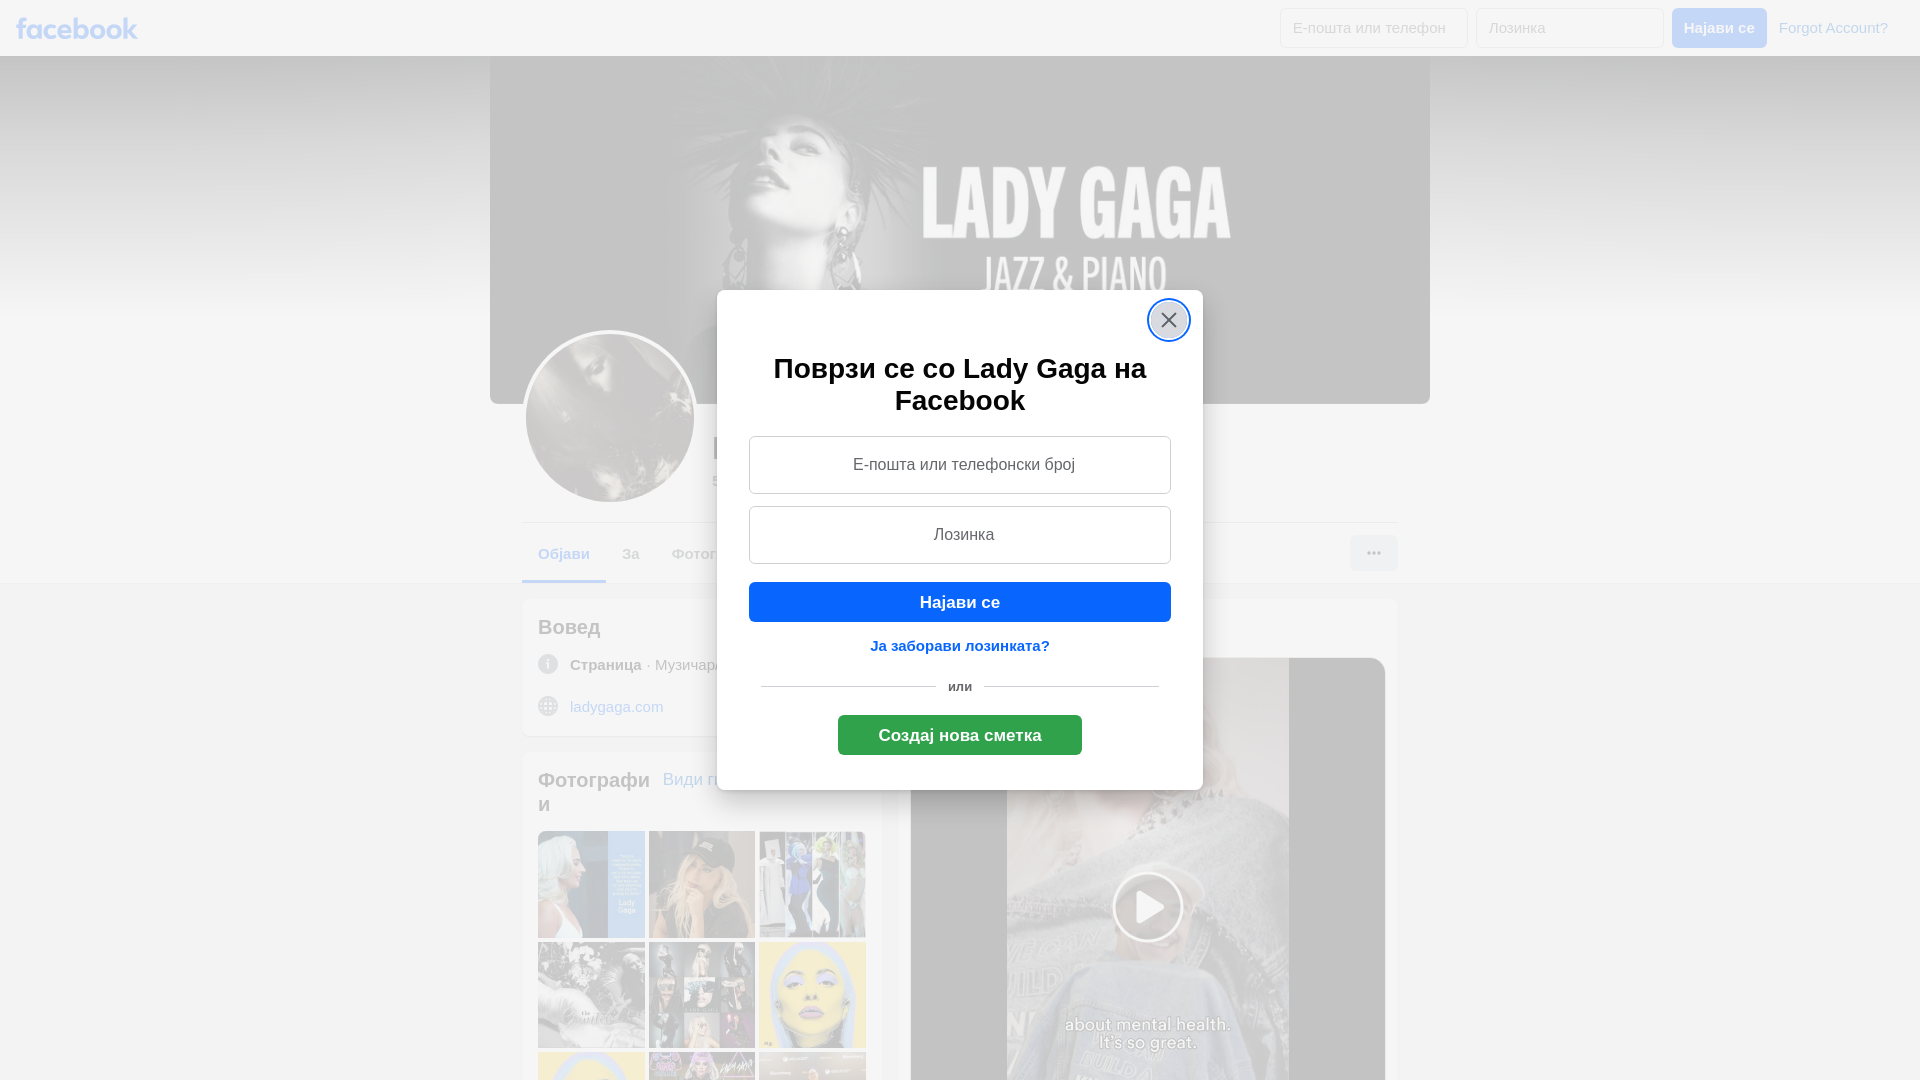 facebook
Е-пошта или телефон
Лозинка
Најави се
Forgot Account?
LADY GAGA
JAZZ & PIANO
Поврзи се со Lady Gaga на
Facebook
Е-пошта или телефонски број
Лозинка
Најави се
Ја заборави лозинката?
или
Создај нова сметка
Објави
За
Вовед
Страница · Музичар/
ladygaga.com
Фотографи
и
Види
Lady
Gaga
about mental health.
It's so great.